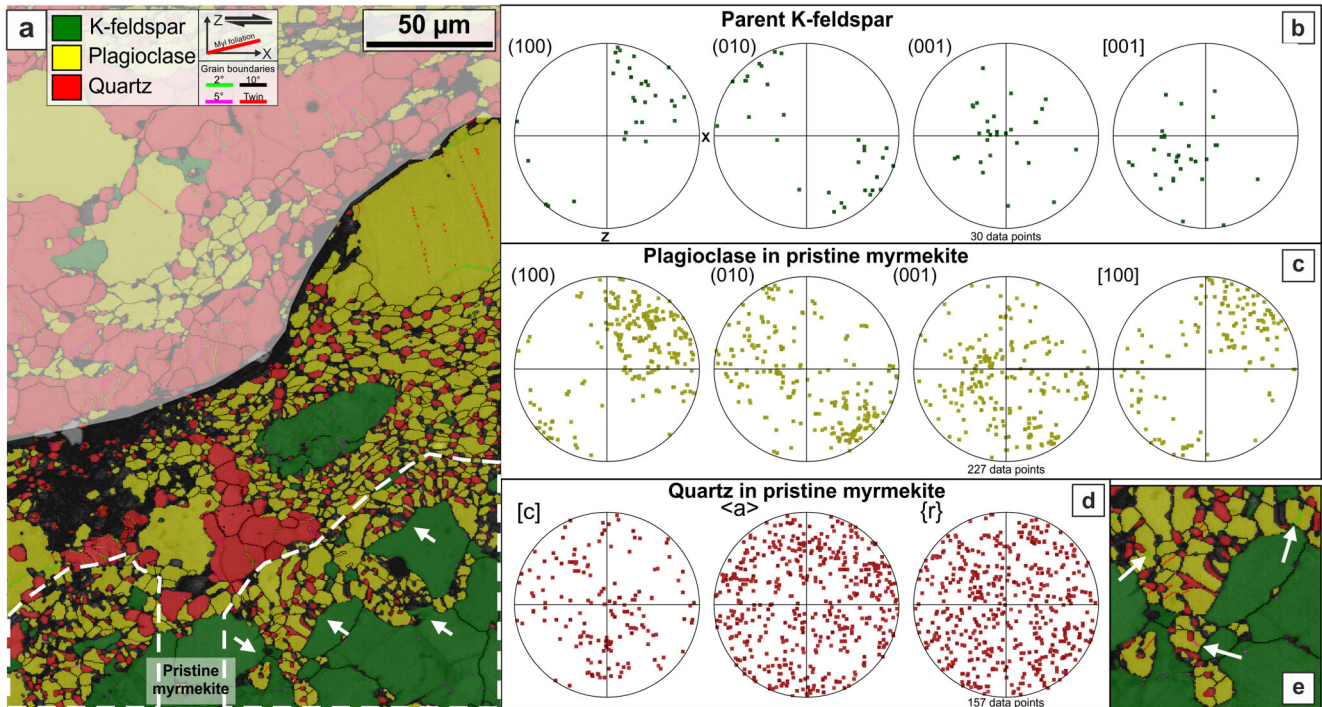 a
K-feldspar
Plagioclase
Quartz
Z
Myl foliation
X
Grain boundaries
2° 10°
5° Twin
50 µm
Pristine
myrmekite
Parent K-feldspar
b
(100) (010) (001) [001]
X
Z
30 data points
Plagioclase in pristine myrmekite
c
(100) (010) (001) [100]
227 data points
Quartz in pristine myrmekite
d
[c] <a> {r}
157 data points
e